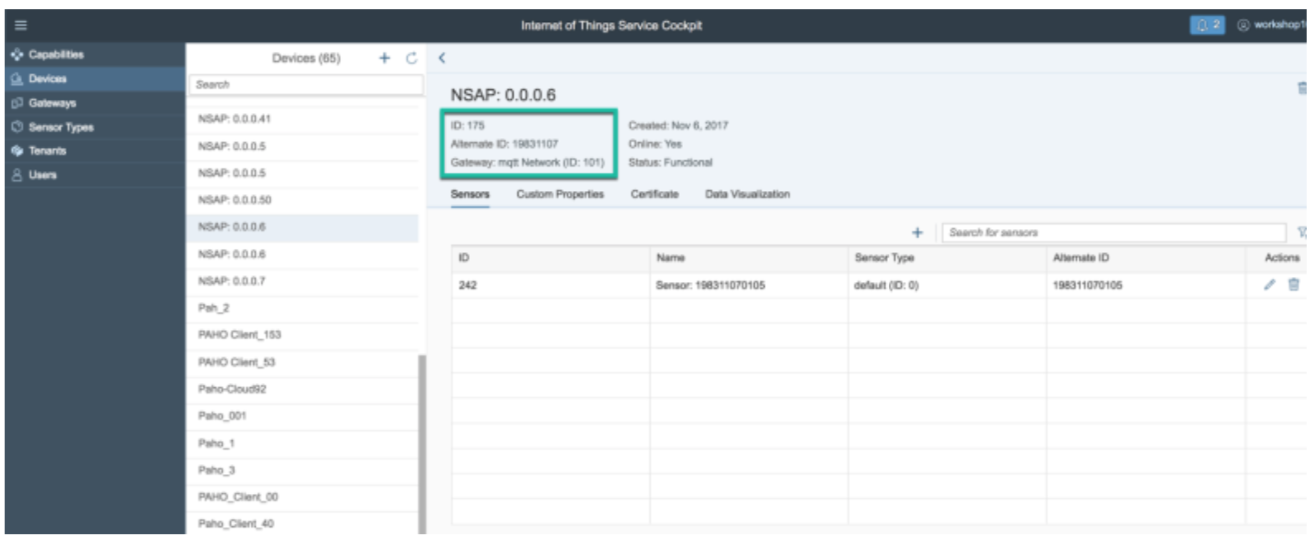 Internet of Things Service Cockpit
2
Capabilities
Devices
Gateways
Sensor Types
Tenants
Users
Devices (65)
Search
NSAP: 0.0.0.41
NSAP: 0.0.0.5
NSAP: 0.0.0.5
NSAP: 0.0.0.50
NSAP: 0.0.0.6
NSAP: 0.0.0.6
NSAP: 0.0.0.7
Pah_2
PAHO Client_153
PAHO Client_53
Paho-Cloud92
Paho_001
Paho_1
Paho_3
PAHO_Client_00
Paho_Client_40
NSAP: 0.0.0.6
ID: 175 Created: Nov 6, 2017
Alternate ID: 19831107 Online: Yes
Gateway: mqtt Network (ID: 101) Status: Functional
Sensors Custom Properties Certificate Data Visualization
Search for sensors
ID Name Sensor Type Alternate ID Actions
242 Sensor: 198311070105 default (ID: 0) 198311070105